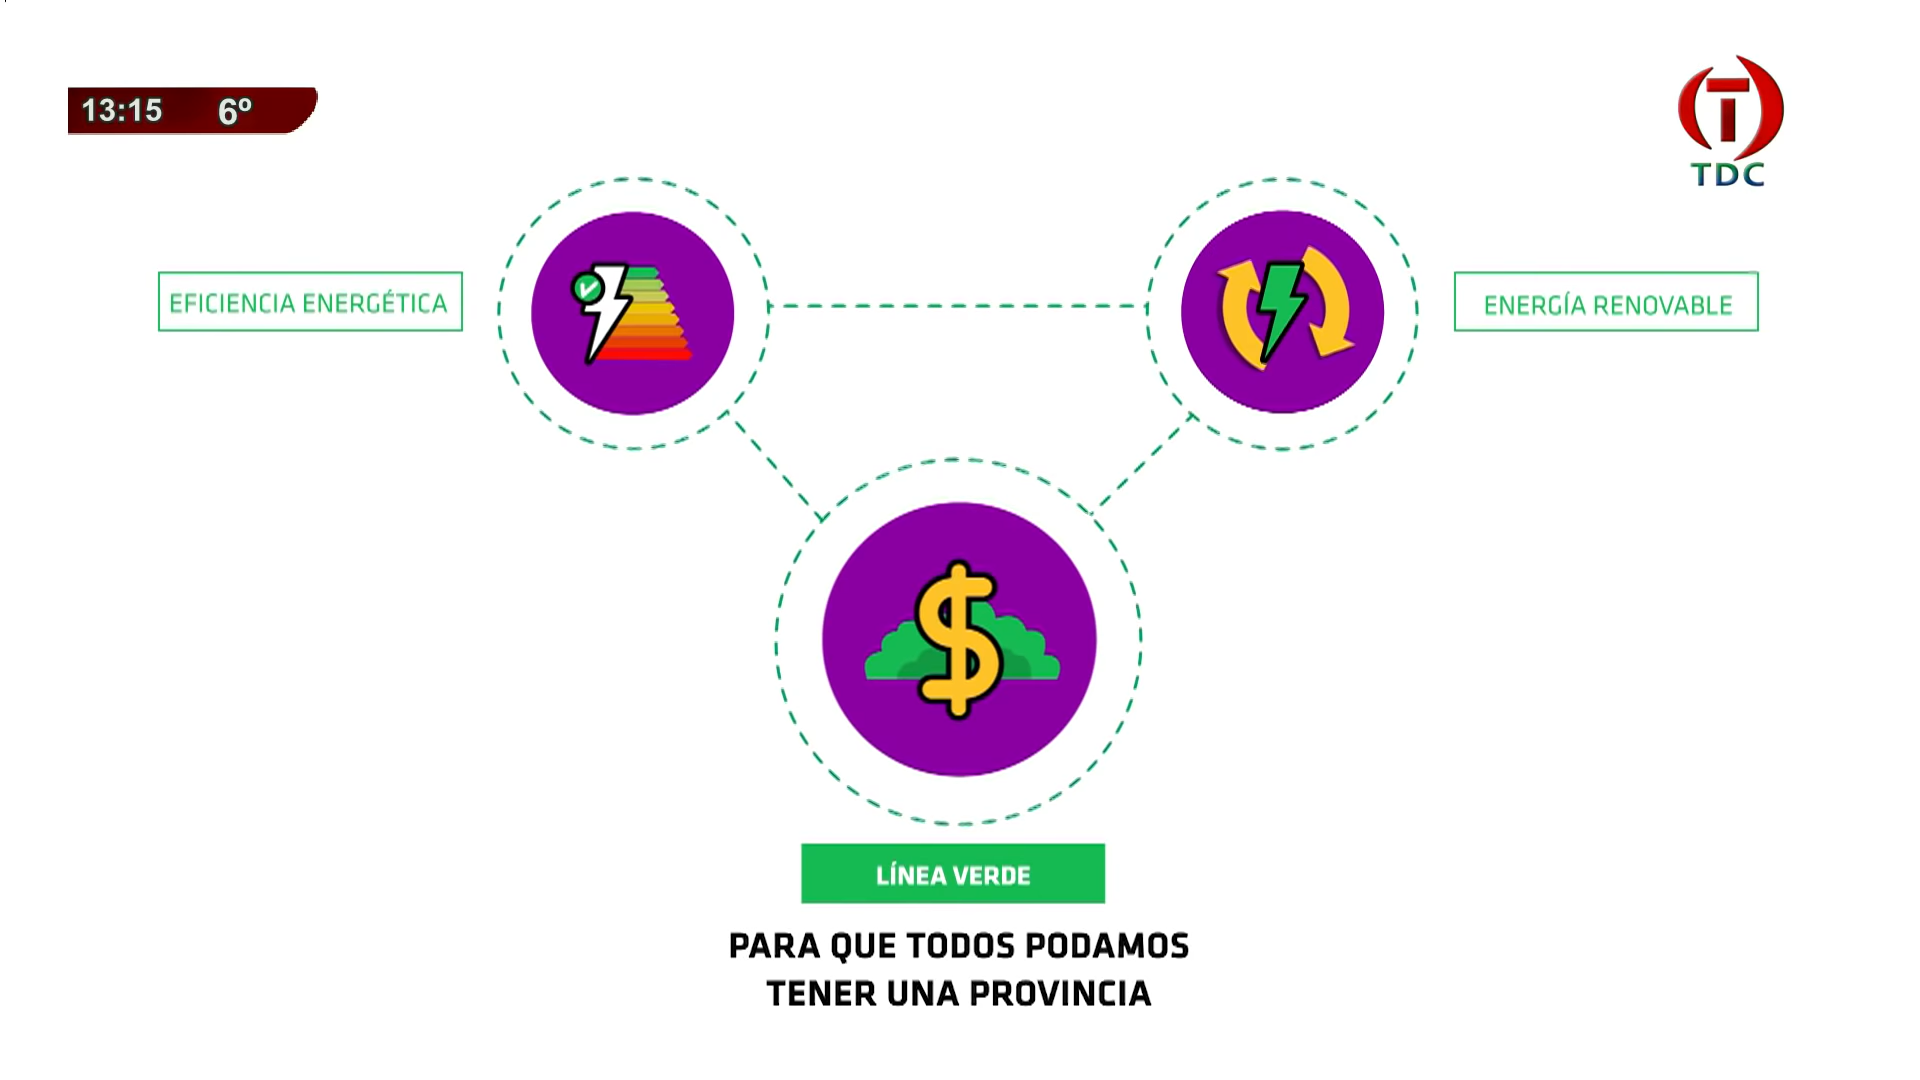 13:15 6º
T
TDC
EFICIENCIA ENERGÉTICA
ENERGÍA RENOVABLE
$
LÍNEA VERDE
PARA QUE TODOS PODAMOS
TENER UNA PROVINCIA